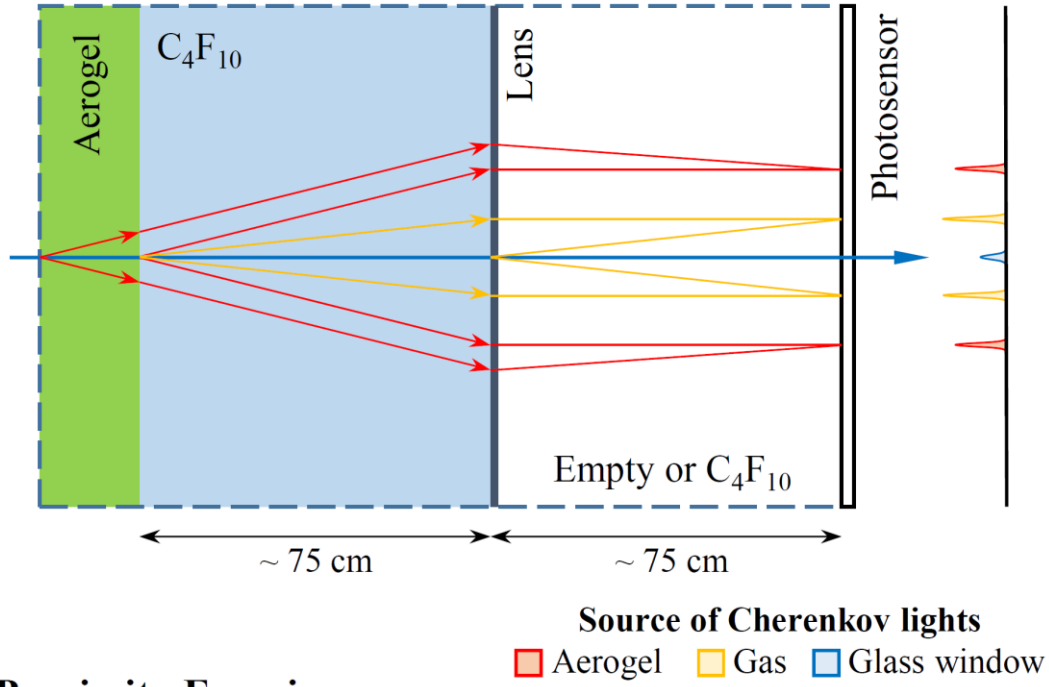 Aerogel
C₄F₁₀
Lens
Photosensor
Empty or C₄F₁₀
~ 75 cm
~ 75 cm
Source of Cherenkov lights
Aerogel
Gas
Glass window